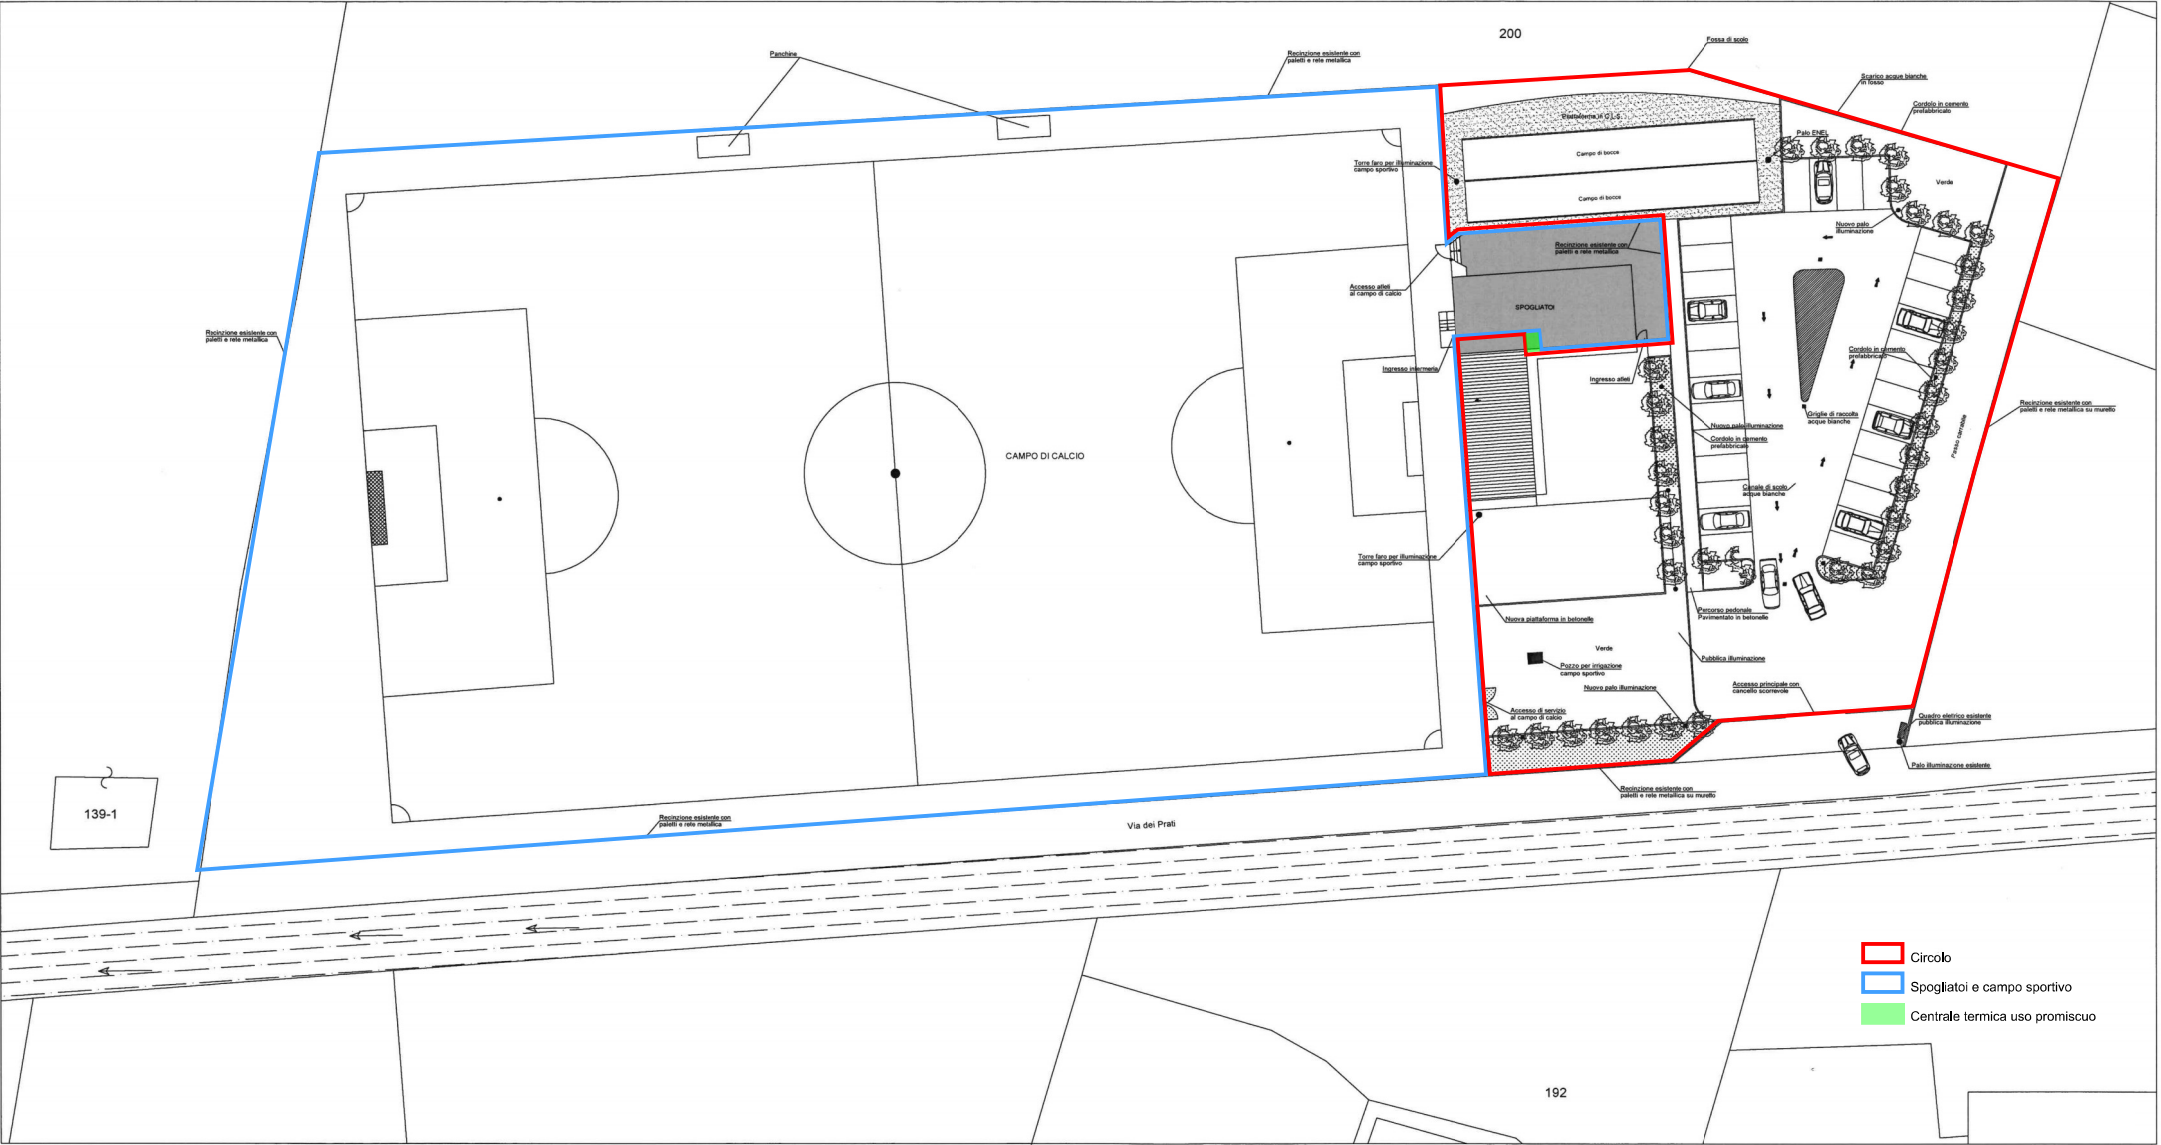 200
Fossa di scolo
Panchine
Recinzione esistente con
paletti e rete metallica
Scarico acque bianche
in fosso
Cordolo in cemento
prefabbricato
Piattaforma in C.L.S.
Palo ENEL
Campo di bocce
Torre faro per illuminazione
campo sportivo
Verde
Campo di bocce
Nuovo palo
illuminazione
Recinzione esistente con
paletti e rete metallica
Accesso atleti
al campo di calcio
SPOGLIATOI
Recinzione esistente con
paletti e rete metallica
Cordolo in cemento
prefabbricato
Ingresso infermeria
Ingresso atleti
Recinzione esistente con
paletti e rete metallica su muretto
Griglie di raccolta
acque bianche
Passo carrabile
Nuovo palo illuminazione
Cordolo in cemento
prefabbricato
CAMPO DI CALCIO
Canale di scolo
acque bianche
Torre faro per illuminazione
campo sportivo
Percorso pedonale
Pavimentato in betonelle
Nuova piattaforma in betonelle
Verde
Pubblica illuminazione
Pozzo per irrigazione
campo sportivo
Nuovo palo illuminazione
Accesso principale con
cancello scorrevole
Accesso di servizio
al campo di calcio
Quadro elettrico esistente
pubblica illuminazione
Palo illuminazone esistente
Recinzione esistente con
paletti e rete metallica su muretto
139-1
Recinzione esistente con
paletti e rete metallica
Via dei Prati
Circolo
Spogliatoi e campo sportivo
Centrale termica uso promiscuo
192